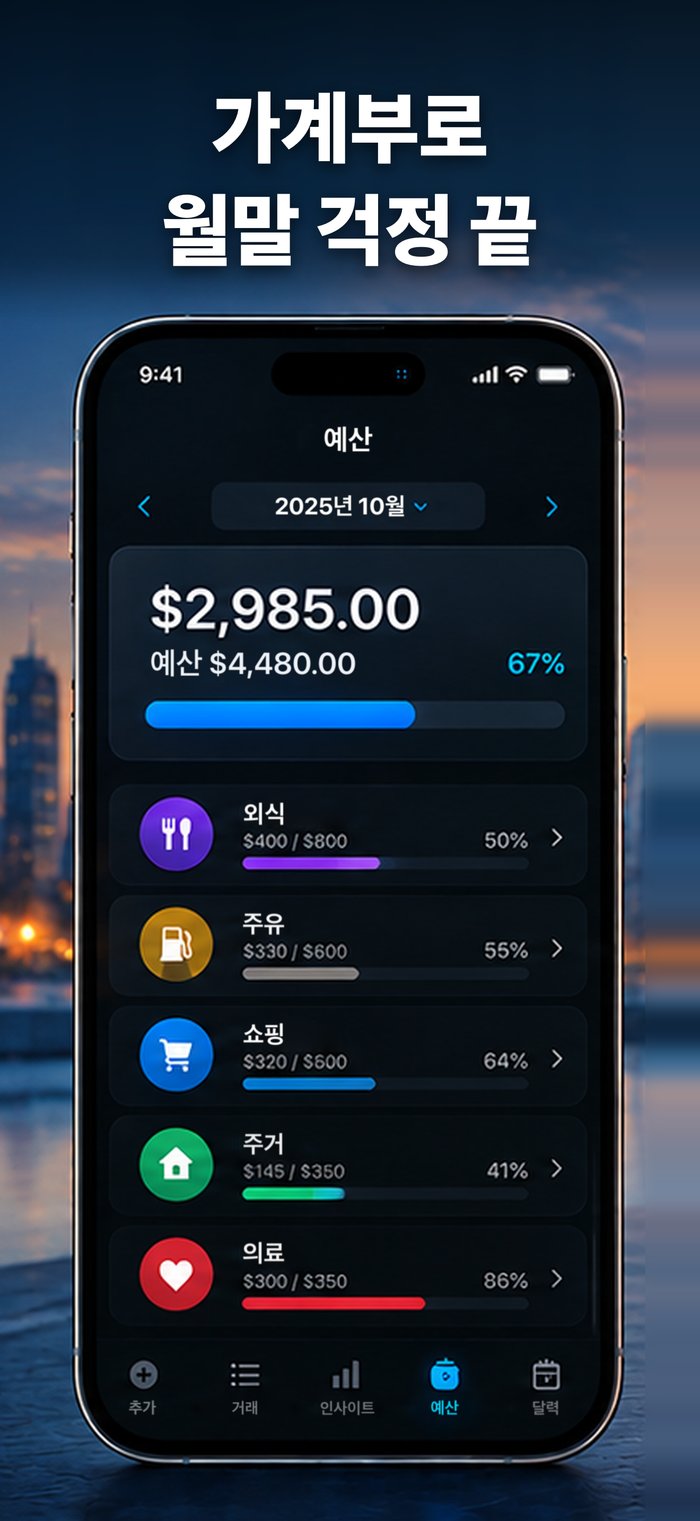 가계부로
월말 걱정 끝
9:41
예산
2025년 10월
$2,985.00
예산 $4,480.00
67%
외식
$400 / $800
50%
주유
$330 / $600
55%
쇼핑
$320 / $600
64%
주거
$145 / $350
41%
의료
$300 / $350
86%
추가
거래
인사이트
예산
달력